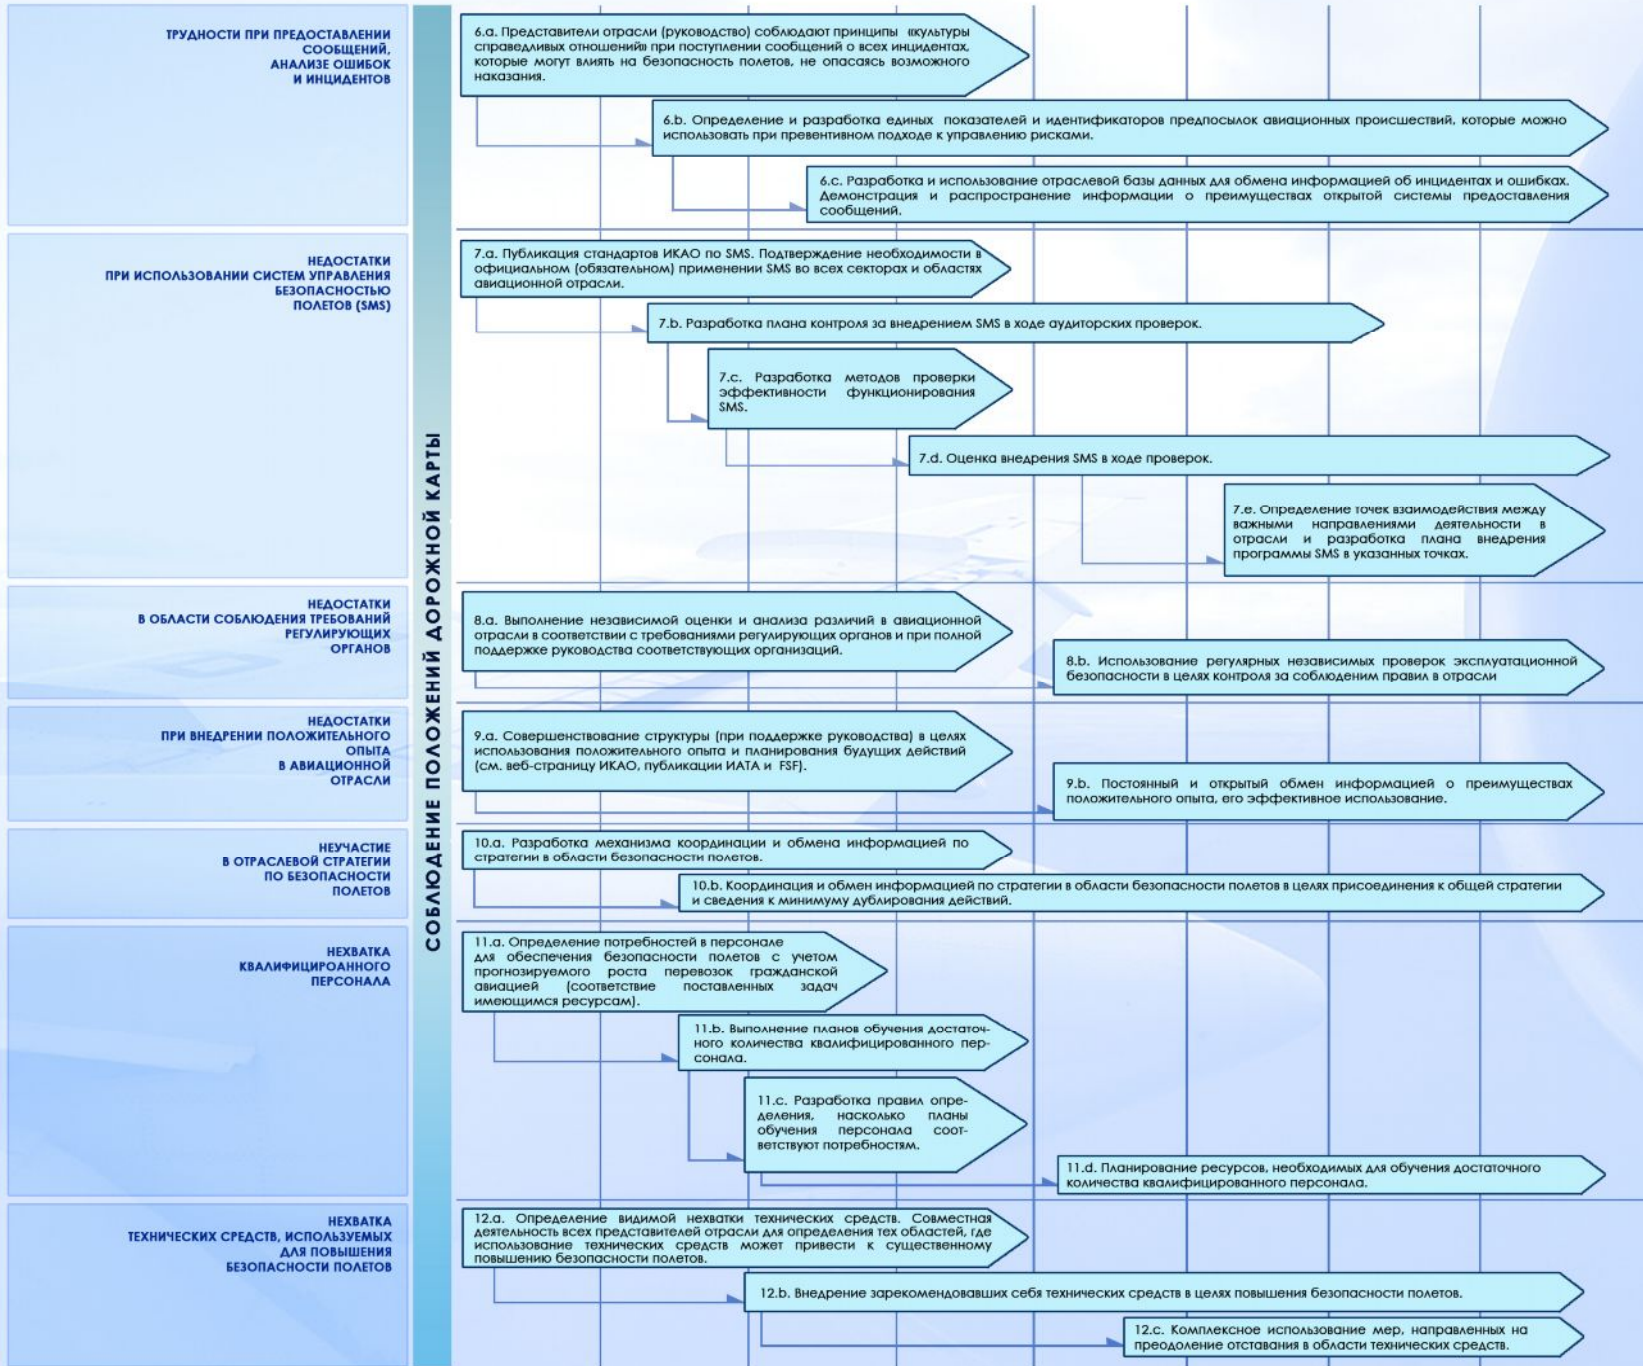 ТРУДНОСТИ ПРИ ПРЕДОСТАВЛЕНИИ
СООБЩЕНИЙ,
АНАЛИЗЕ ОШИБОК
И ИНЦИДЕНТОВ
6.a. Представители отрасли (руководство) соблюдают принципы «культуры
справедливых отношений» при поступлении сообщений о всех инцидентах,
которые могут влиять на безопасность полетов, не опасаясь возможного
наказания.
6.b. Определение и разработка единых показателей и идентификаторов предпосылок авиационных происшествий, которые можно
использовать при превентивном подходе к управлению рисками.
6.c. Разработка и использование отраслевой базы данных для обмена информацией об инцидентах и ошибках.
Демонстрация и распространение информации о преимуществах открытой системы предоставления
сообщений.
НЕДОСТАТКИ
ПРИ ИСПОЛЬЗОВАНИИ СИСТЕМ УПРАВЛЕНИЯ
БЕЗОПАСНОСТЬЮ
ПОЛЕТОВ (SMS)
7.a. Публикация стандартов ИКАО по SMS. Подтверждение необходимости в
официальном (обязательном) применении SMS во всех секторах и областях
авиационной отрасли.
7.b. Разработка плана контроля за внедрением SMS в ходе аудиторских проверок.
7.c. Разработка методов проверки
эффективности функционирования
SMS.
7.d. Оценка внедрения SMS в ходе проверок.
7.e. Определение точек взаимодействия между
важными направлениями деятельности в
отрасли и разработка плана внедрения
программы SMS в указанных точках.
СОБЛЮДЕНИЕ ПОЛОЖЕНИЙ ДОРОЖНОЙ КАРТЫ
НЕДОСТАТКИ
В ОБЛАСТИ СОБЛЮДЕНИЯ ТРЕБОВАНИЙ
РЕГУЛИРУЮЩИХ
ОРГАНОВ
8.a. Выполнение независимой оценки и анализа различий в авиационной
отрасли в соответствии с требованиями регулирующих органов и при полной
поддержке руководства соответствующих организаций.
8.b. Использование регулярных независимых проверок эксплуатационной
безопасности в целях контроля за соблюденим правил в отрасли
НЕДОСТАТКИ
ПРИ ВНЕДРЕНИИ ПОЛОЖИТЕЛЬНОГО
ОПЫТА
В АВИАЦИОННОЙ
ОТРАСЛИ
9.a. Совершенствование структуры (при поддержке руководства) в целях
использования положительного опыта и планирования будущих действий
(см. веб-страницу ИКАО, публикации ИАТА и FSF).
9.b. Постоянный и открытый обмен информацией о преимуществах
положительного опыта, его эффективное использование.
НЕУЧАСТИЕ
В ОТРАСЛЕВОЙ СТРАТЕГИИ
ПО БЕЗОПАСНОСТИ
ПОЛЕТОВ
10.a. Разработка механизма координации и обмена информацией по
стратегии в области безопасности полетов.
10.b. Координация и обмен информацией по стратегии в области безопасности полетов в целях присоединения к общей стратегии
и сведения к минимуму дублирования действий.
НЕХВАТКА
КВАЛИФИЦИРОАННОГО
ПЕРСОНАЛА
11.a. Определение потребностей в персонале
для обеспечения безопасности полетов с учетом
прогнозируемого роста перевозок гражданской
авиацией (соответствие поставленных задач
имеющимся ресурсам).
11.b. Выполнение планов обучения достаточ-
ного количества квалифицированного пер-
сонала.
11.c. Разработка правил опре-
деления, насколько планы
обучения персонала соот-
ветствуют потребностям.
11.d. Планирование ресурсов, необходимых для обучения достаточного
количества квалифицированного персонала.
НЕХВАТКА
ТЕХНИЧЕСКИХ СРЕДСТВ, ИСПОЛЬЗУЕМЫХ
ДЛЯ ПОВЫШЕНИЯ
БЕЗОПАСНОСТИ ПОЛЕТОВ
12.a. Определение видимой нехватки технических средств. Совместная
деятельность всех представителей отрасли для определения тех областей, где
использование технических средств может привести к существенному
повышению безопасности полетов.
12.b. Внедрение зарекомендовавших себя технических средств в целях повышения безопасности полетов.
12.c. Комплексное использование мер, направленных на
преодоление отставания в области технических средств.